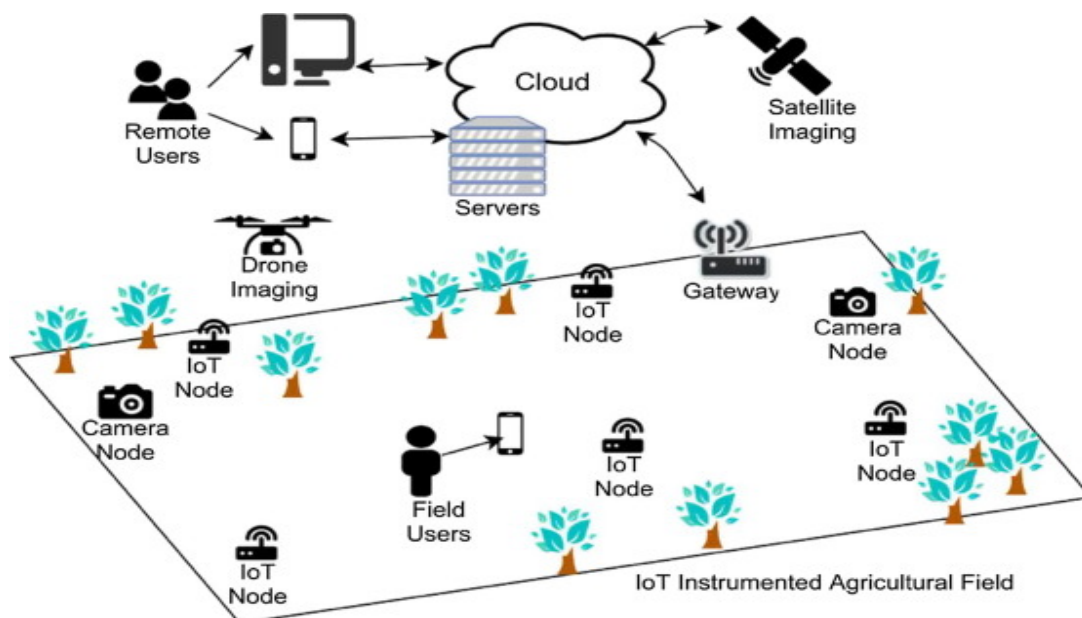 Cloud
Remote
Users
Satellite
Imaging
Servers
Drone
Imaging
Gateway
IoT
Node
Camera
Node
IoT
Node
Camera
Node
IoT
Node
IoT
Node
Field
Users
IoT
Node
IoT Instrumented Agricultural Field